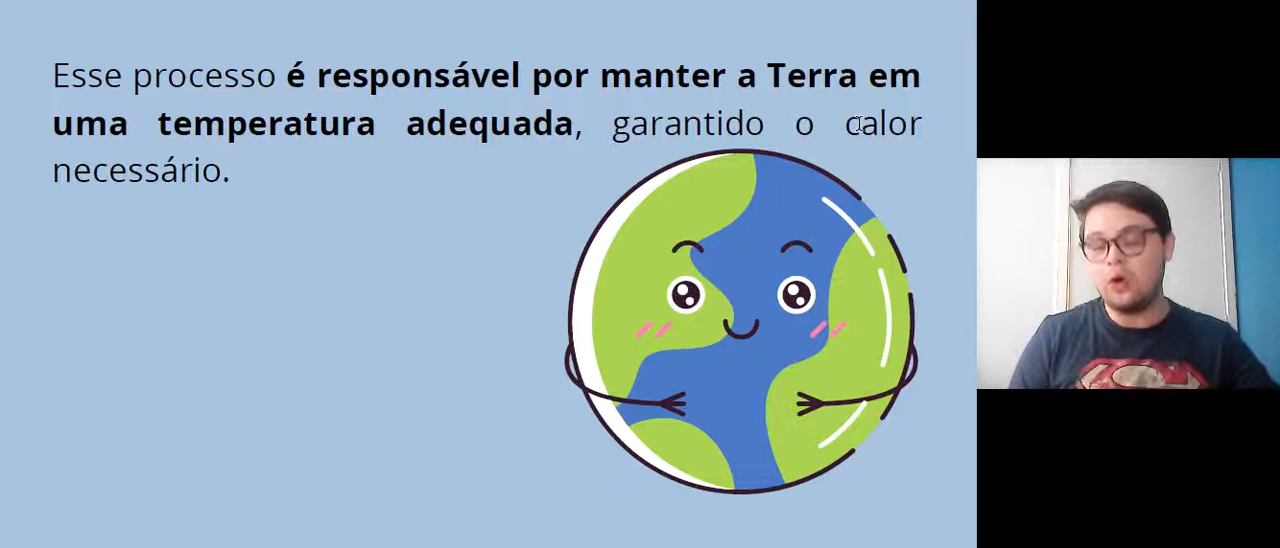 Esse processo é responsável por manter a Terra em
uma temperatura adequada, garantido o calor
necessário.